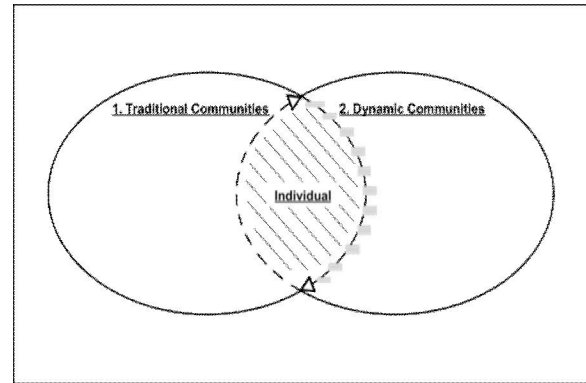 1. Traditional Communities
2. Dynamic Communities
Individual